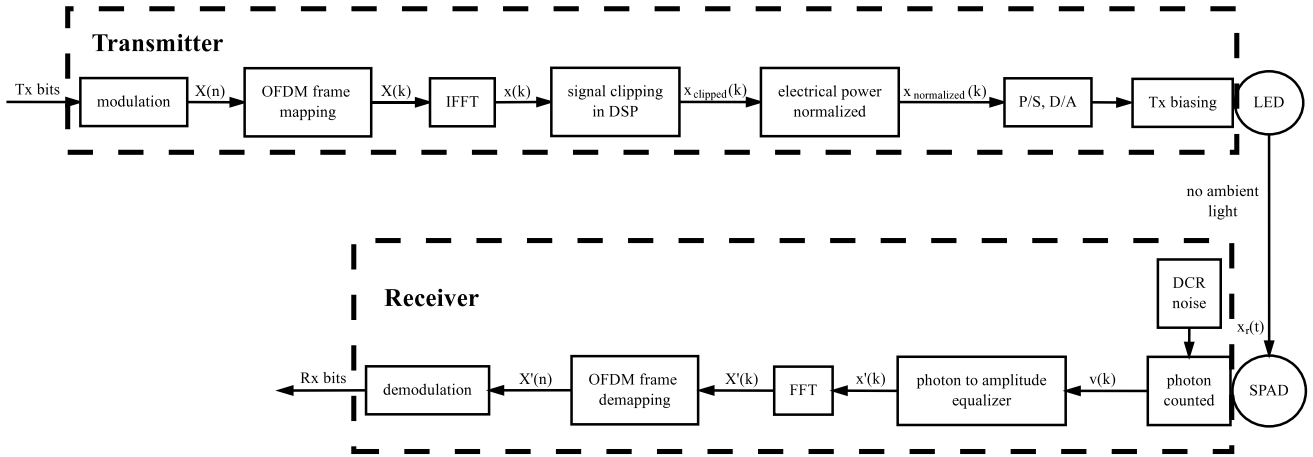 Transmitter
Tx bits
modulation
X(n)
OFDM frame
mapping
X(k)
IFFT
x(k)
signal clipping
in DSP
x clipped(k)
electrical power
normalized
x normalized(k)
P/S, D/A
Tx biasing
LED
no ambient
light
Receiver
DCR
noise
xr(t)
Rx bits
demodulation
X'(n)
OFDM frame
demapping
X'(k)
FFT
x'(k)
photon to amplitude
equalizer
v(k)
photon
counted
SPAD